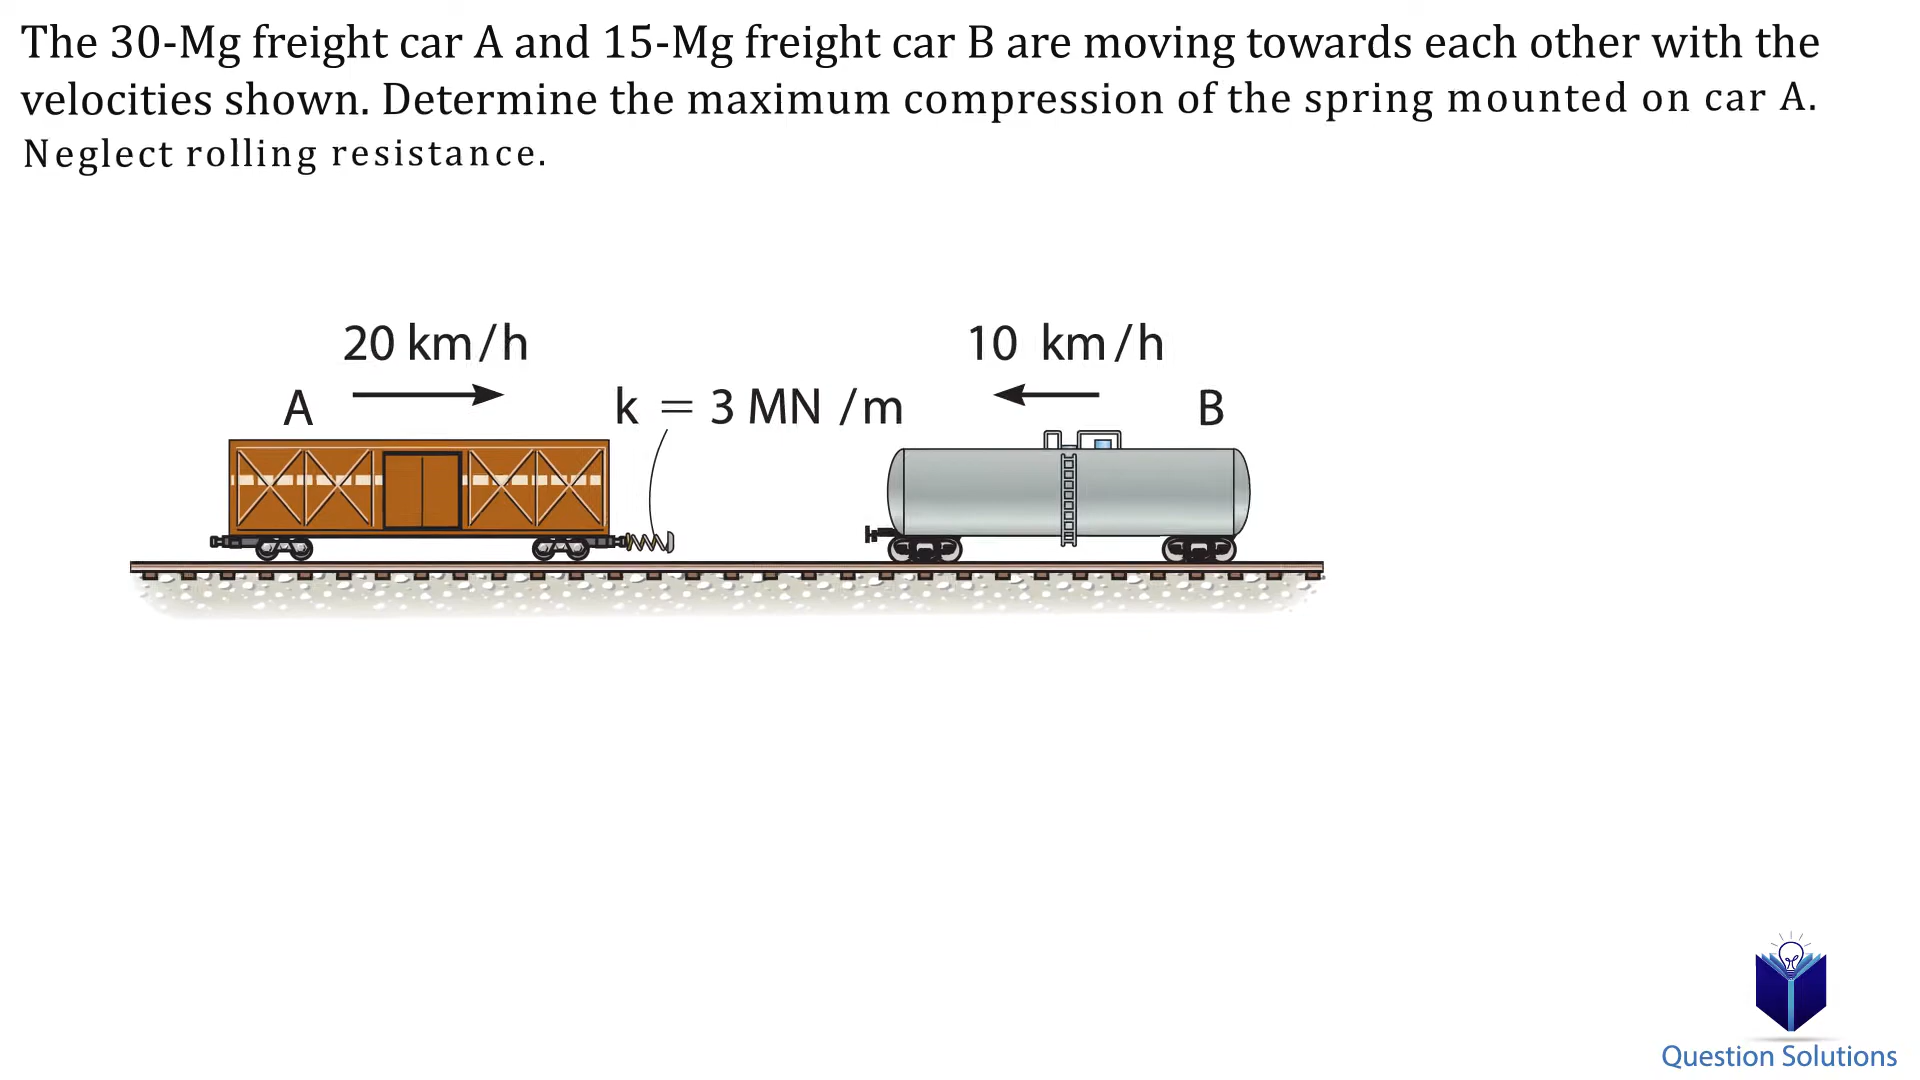 The 30-Mg freight car A and 15-Mg freight car B are moving towards each other with the
velocities shown. Determine the maximum compression of the spring mounted on car A.
Neglect rolling resistance.
20 km/h
10 km/h
A
k = 3 MN /m
B
Question Solutions